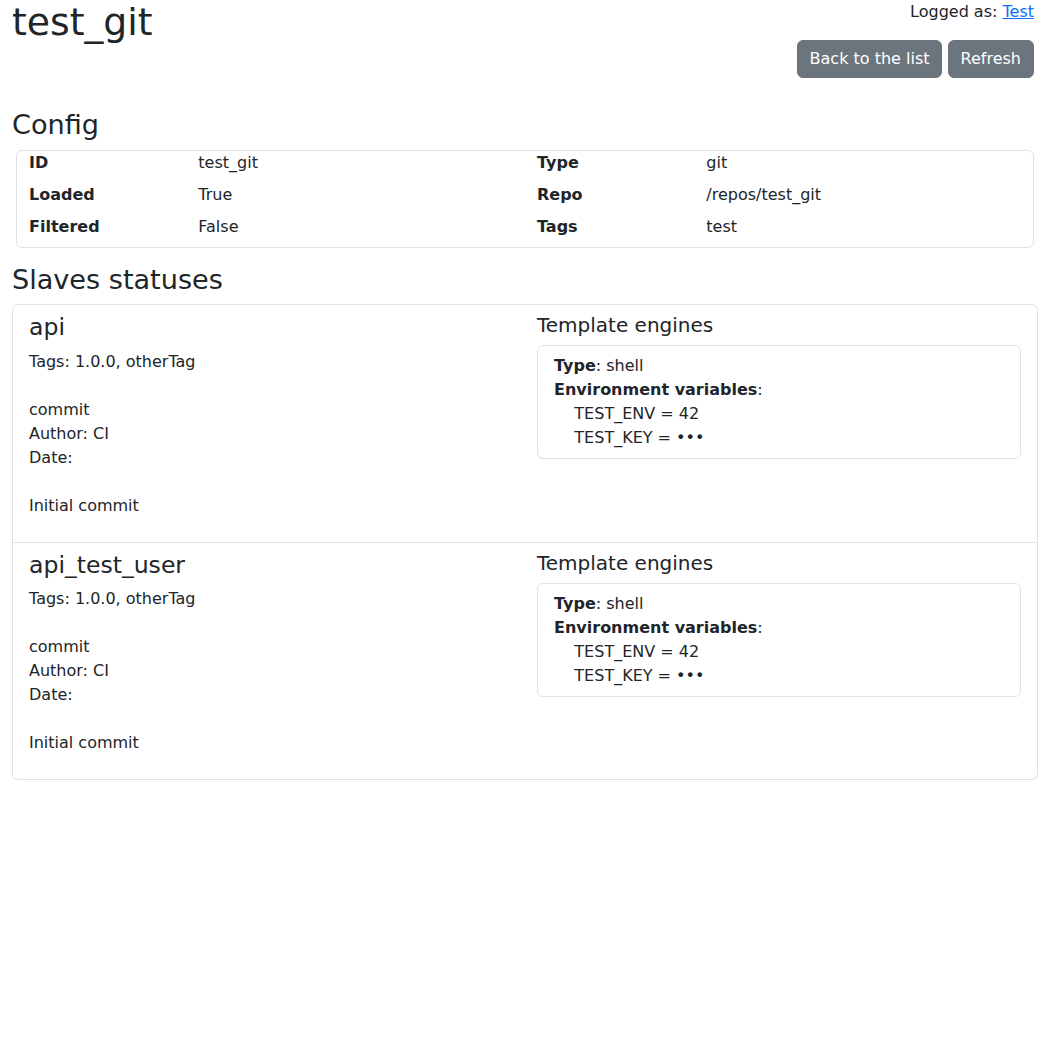 test_git
Logged as: Test
Back to the list
Refresh
Config
ID test_git Type git
Loaded True Repo /repos/test_git
Filtered False Tags test
Slaves statuses
api
Tags: 1.0.0, otherTag
commit
Author: CI
Date:
Initial commit
Template engines
Type: shell
Environment variables:
TEST_ENV = 42
TEST_KEY = •••
api_test_user
Tags: 1.0.0, otherTag
commit
Author: CI
Date:
Initial commit
Template engines
Type: shell
Environment variables:
TEST_ENV = 42
TEST_KEY = •••